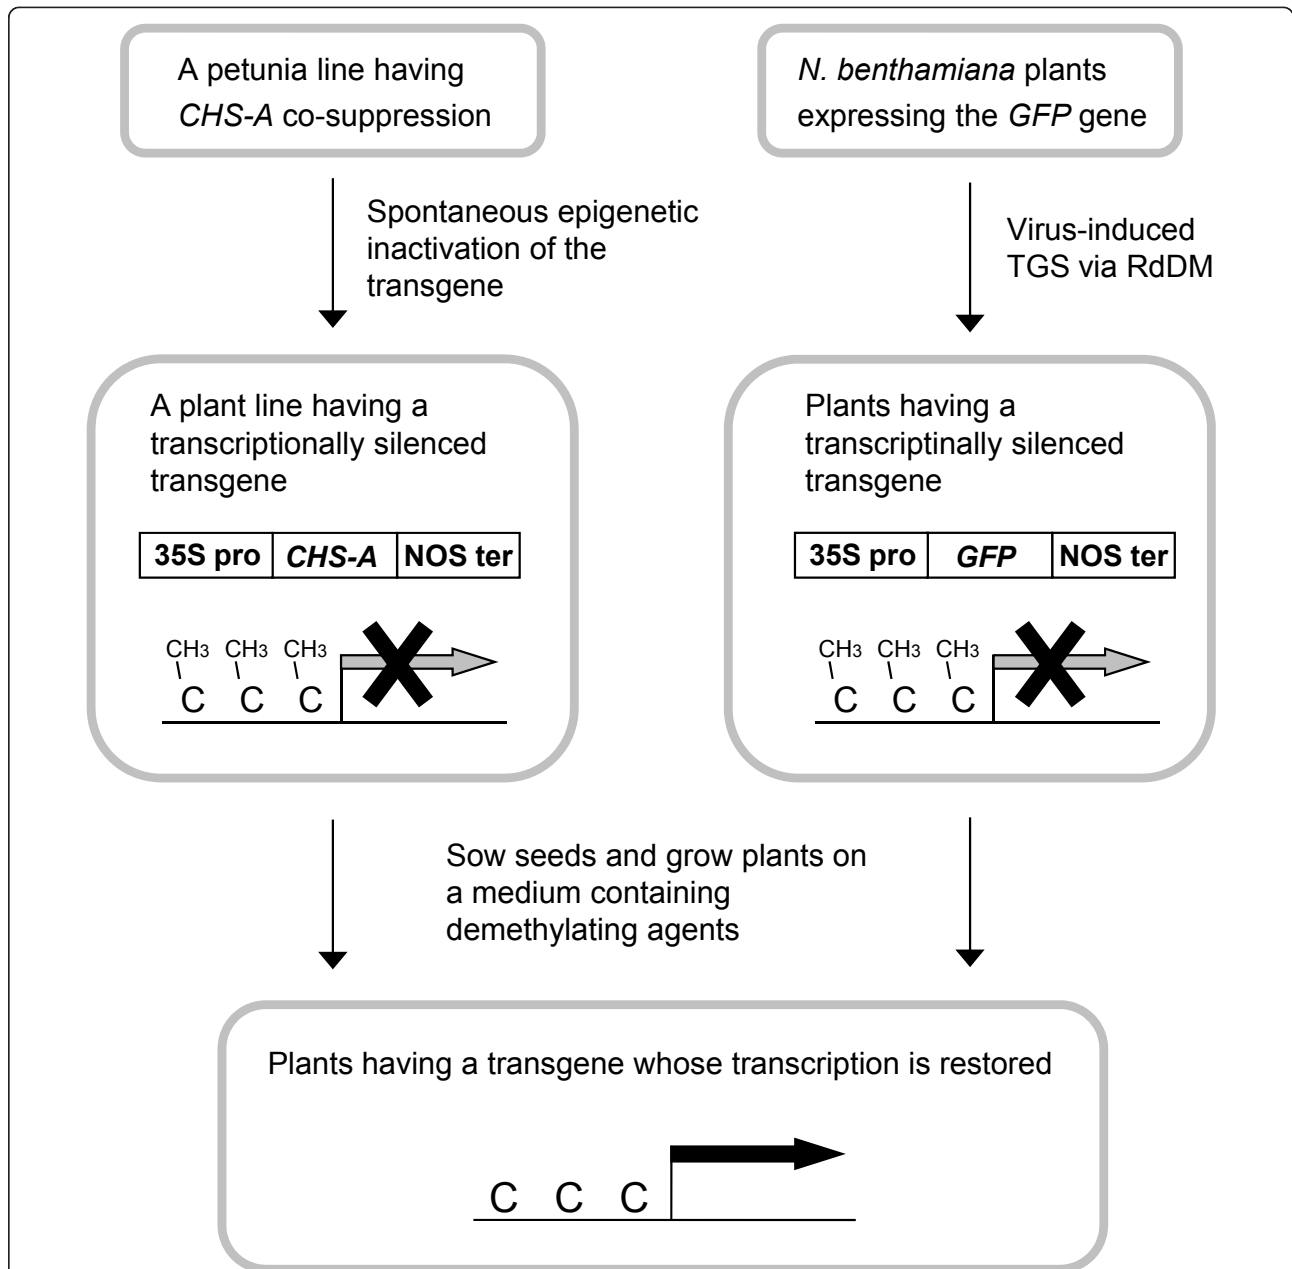 A petunia line having
CHS-A co-suppression
N. benthamiana plants
expressing the GFP gene
Spontaneous epigenetic
inactivation of the
transgene
Virus-induced
TGS via RdDM
A plant line having a
transcriptionally silenced
transgene
35S pro CHS-A NOS ter
CH3 CH3 CH3
C C C
Plants having a
transcriptinally silenced
transgene
35S pro GFP NOS ter
CH3 CH3 CH3
C C C
Sow seeds and grow plants on
a medium containing
demethylating agents
Plants having a transgene whose transcription is restored
C C C